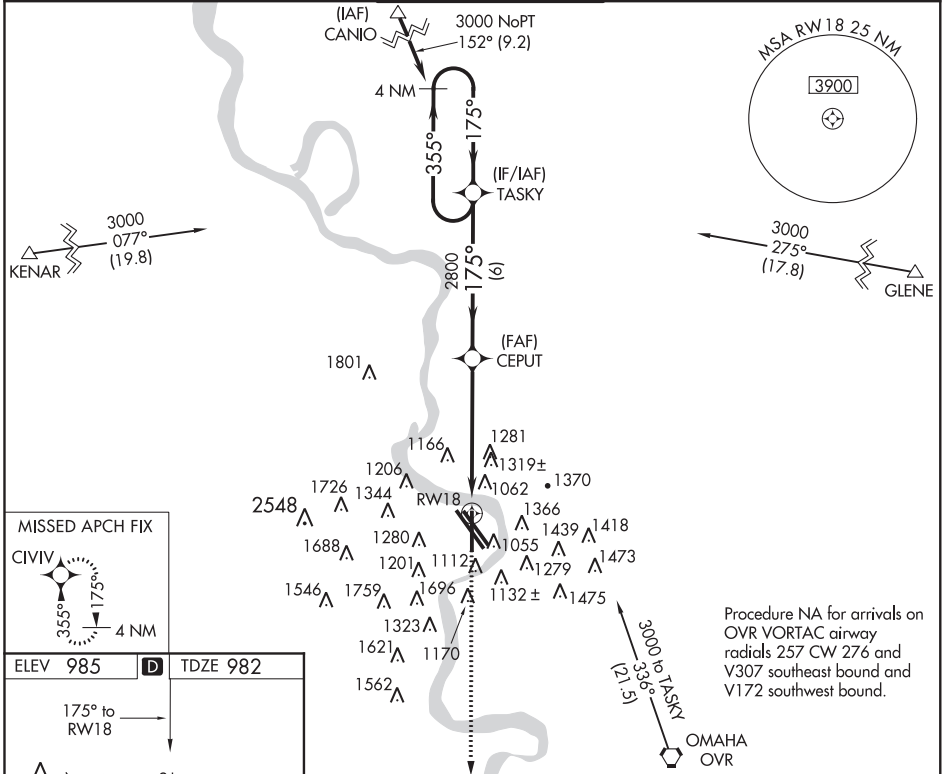 (IAF)
CANIO
3000 NoPT
152° (9.2)
4 NM
355°
175°
(IF/IAF)
TASKY
MSA RW18 25 NM
3900
3000
077°
(19.8)
KENAR
3000
275°
(17.8)
GLENE
2800
175°
(6)
(FAF)
CEPUT
1801
1166
1281
1319±
1206
1062
1370
1726
1344
RW18
2548
1366
1439
1418
1688
1280
1055
1201
1112
1279
1473
1546
1759
1696
1132 ±
1475
1323
1621
1170
1562
MISSED APCH FIX
CIVIV
355°
175°
4 NM
3000 to TASKY
336°
(21.5)
OMAHA
OVR
Procedure NA for arrivals on
OVR VORTAC airway
radials 257 CW 276 and
V307 southeast bound and
V172 southwest bound.
ELEV 985
D
TDZE 982
175° to
RW18